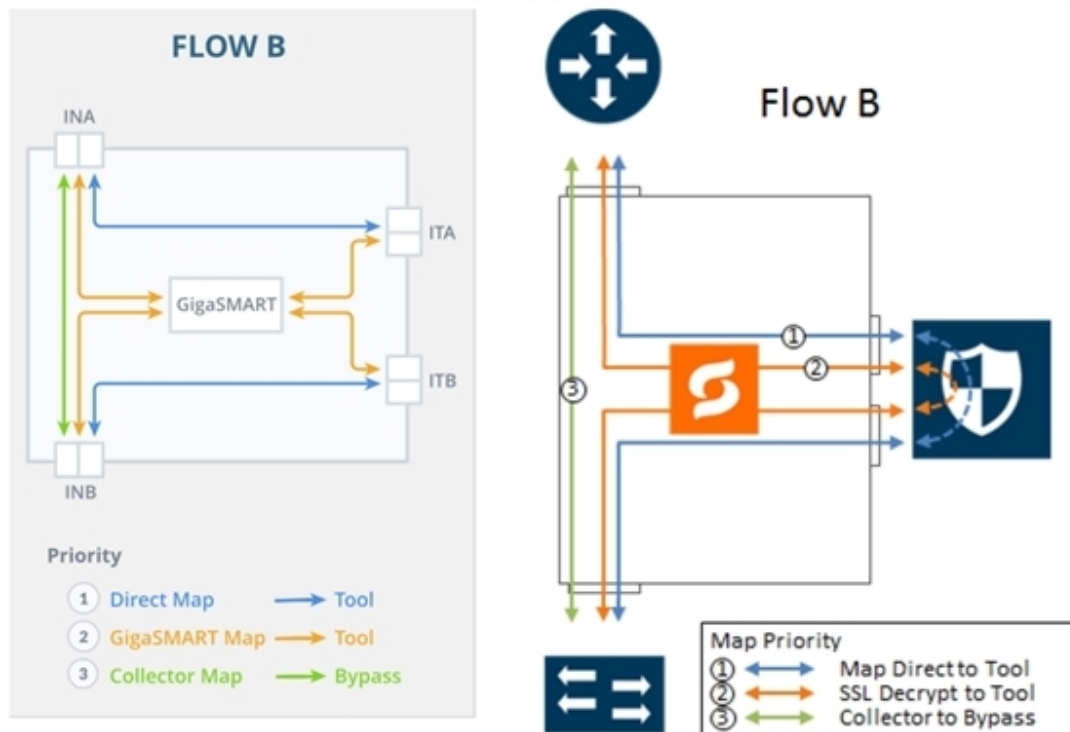 FLOW B
INA
ITA
GigaSMART
ITB
INB
Priority
1 Direct Map Tool
2 GigaSMART Map Tool
3 Collector Map Bypass
Flow B
1
2
3
Map Priority
1 Map Direct to Tool
2 SSL Decrypt to Tool
3 Collector to Bypass